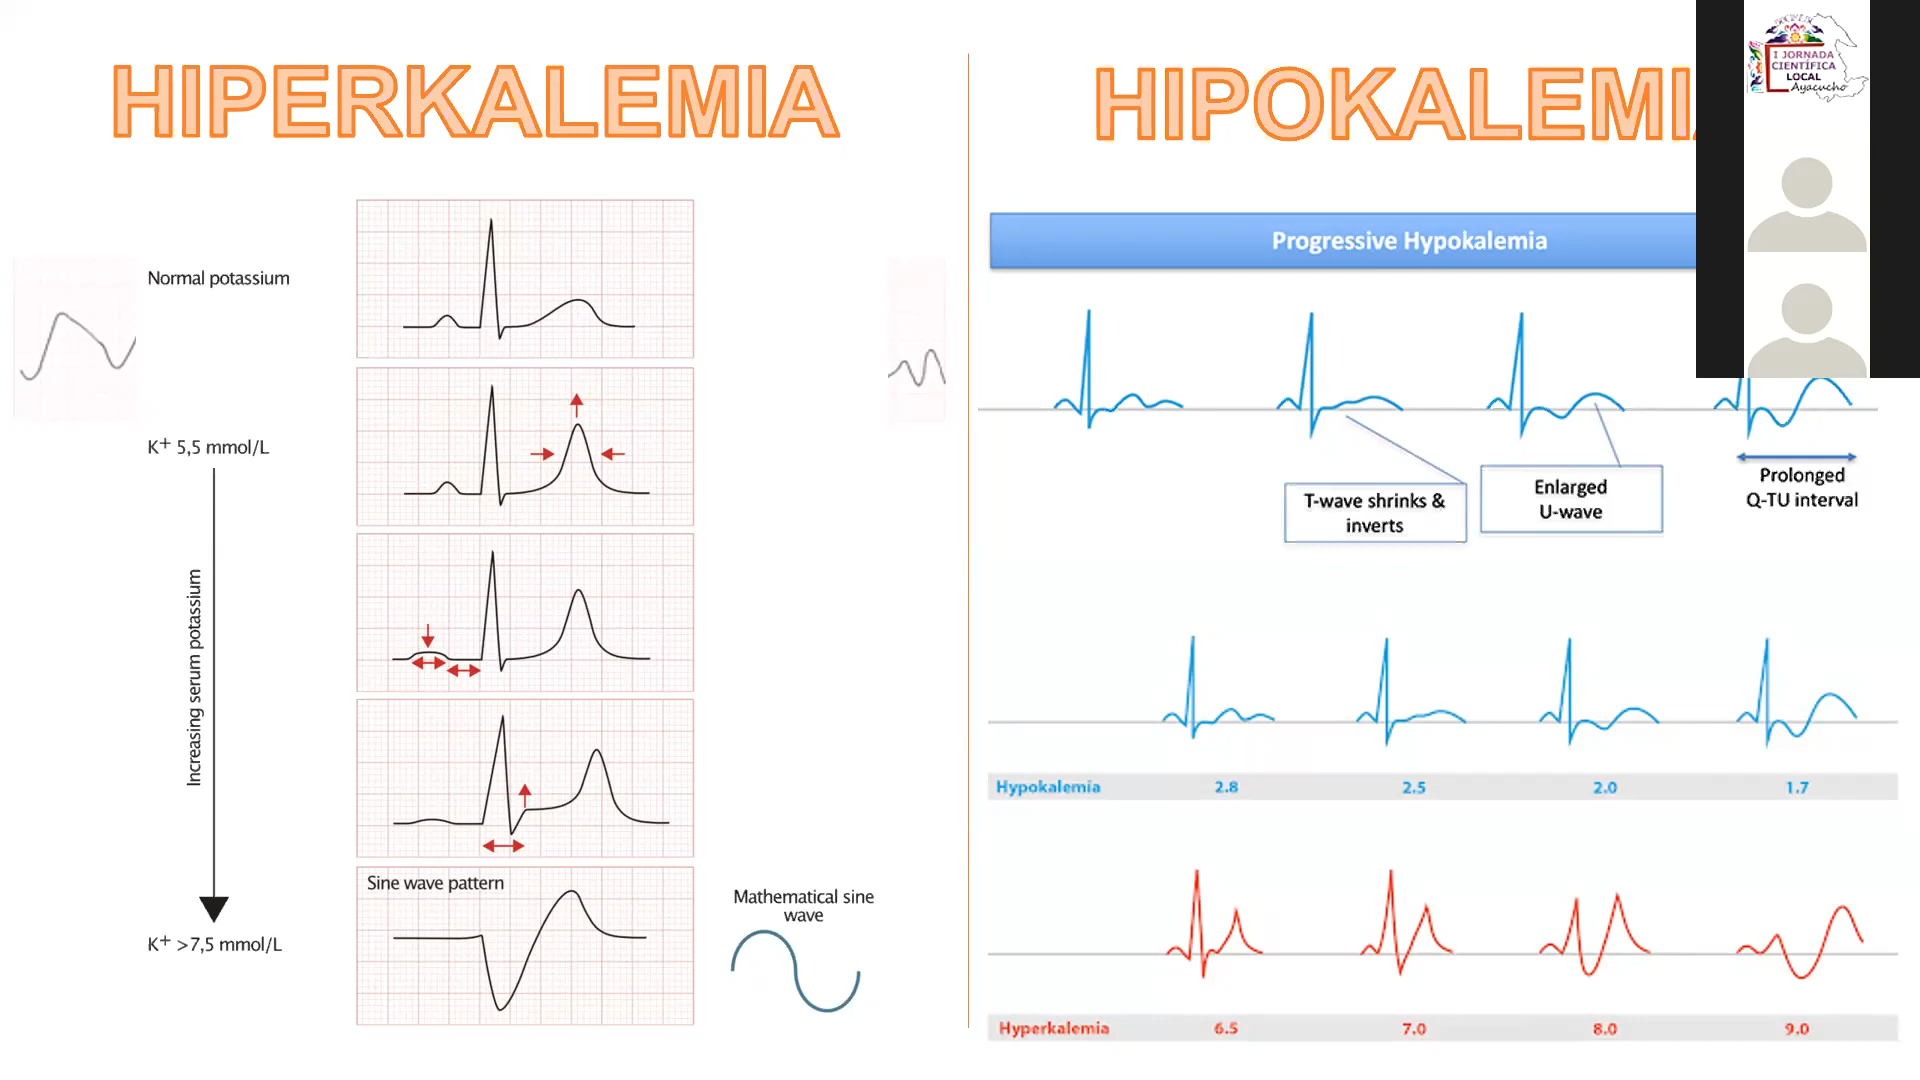 HIPERKALEMIA
Normal potassium
K+ 5,5 mmol/L
Increasing serum potassium
K+ >7,5 mmol/L
Sine wave pattern
Mathematical sine
wave
HIPOKALEMI
I JORNADA
CIENTÍFICA
LOCAL
Ayacucho
Progressive Hypokalemia
T-wave shrinks &
inverts
Enlarged
U-wave
Prolonged
Q-TU interval
Hypokalemia 2.8 2.5 2.0 1.7
Hyperkalemia 6.5 7.0 8.0 9.0